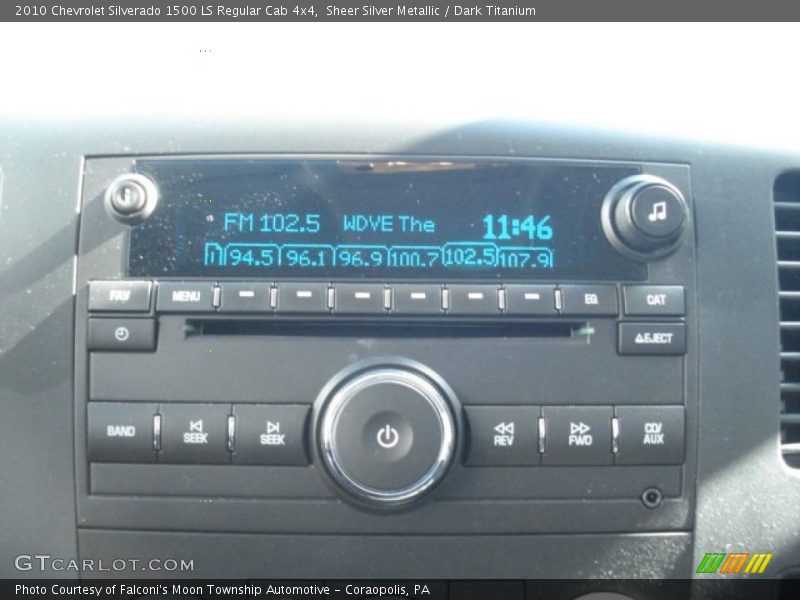 2010 Chevrolet Silverado 1500 LS Regular Cab 4x4, Sheer Silver Metallic / Dark Titanium
FM 102.5 WDVE The 11:46
94.5 96.1 96.9 100.7 102.5 107.9
FAV MENU EQ CAT
EJECT
BAND SEEK SEEK REV FWD CD/AUX
GTCARLOT.COM
Photo Courtesy of Falconi's Moon Township Automotive - Coraopolis, PA